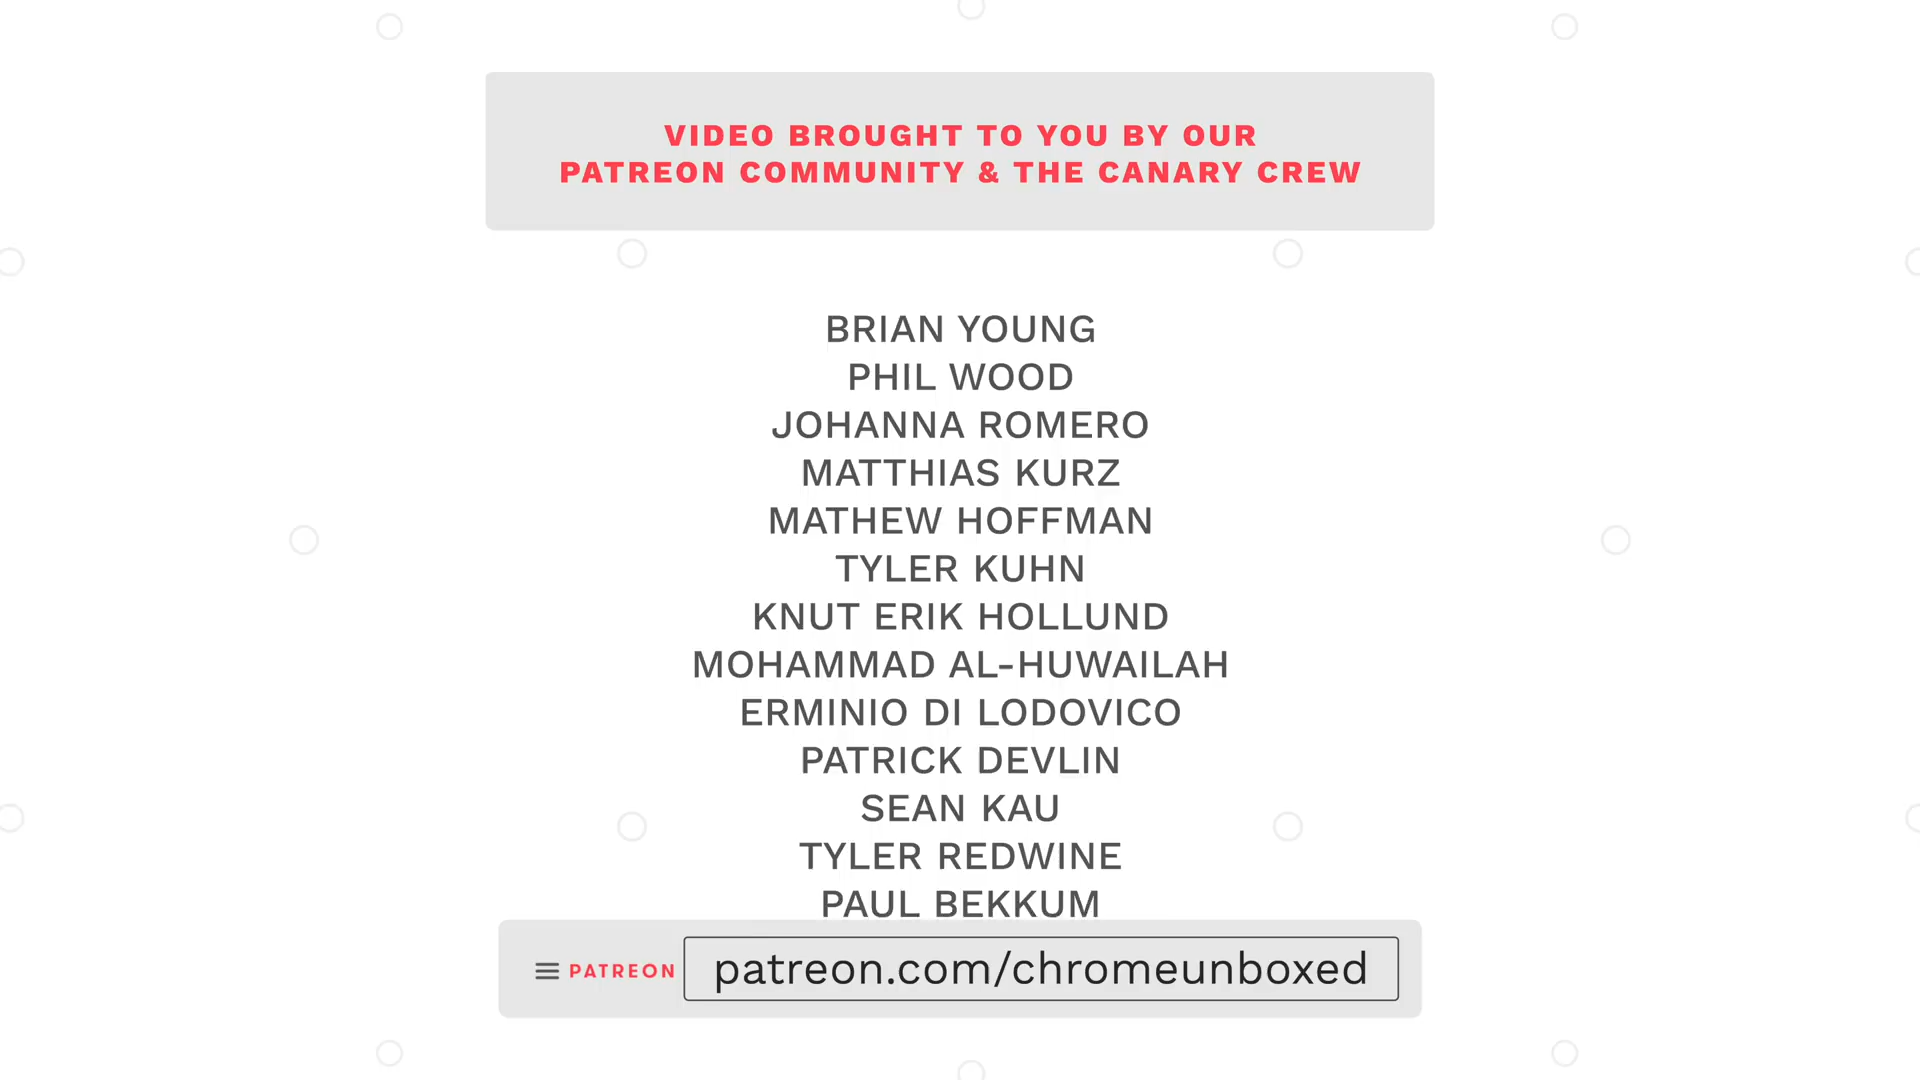 VIDEO BROUGHT TO YOU BY OUR
PATREON COMMUNITY & THE CANARY CREW
BRIAN YOUNG
PHIL WOOD
JOHANNA ROMERO
MATTHIAS KURZ
MATHEW HOFFMAN
TYLER KUHN
KNUT ERIK HOLLUND
MOHAMMAD AL-HUWAILAH
ERMINIO DI LODOVICO
PATRICK DEVLIN
SEAN KAU
TYLER REDWINE
PAUL BEKKUM
PATREON patreon.com/chromeunboxed